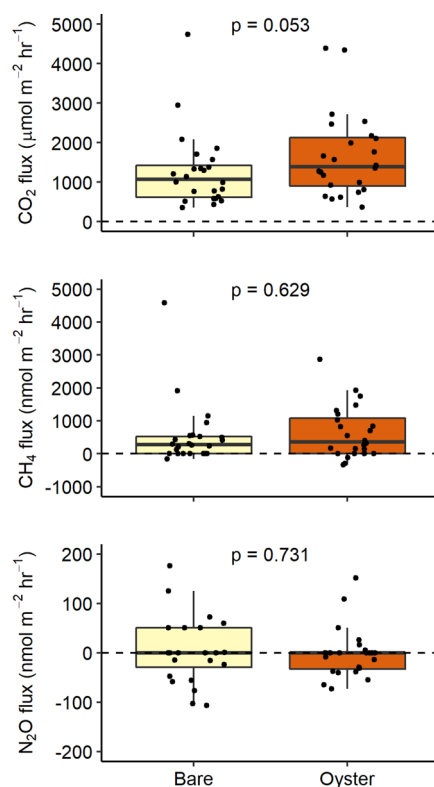 5000
4000
3000
2000
1000
0
CO₂ flux (μmol m⁻² hr⁻¹)
p = 0.053
5000
4000
3000
2000
1000
0
-1000
CH₄ flux (nmol m⁻² hr⁻¹)
p = 0.629
200
100
0
-100
-200
N₂O flux (nmol m⁻² hr⁻¹)
p = 0.731
Bare Oyster